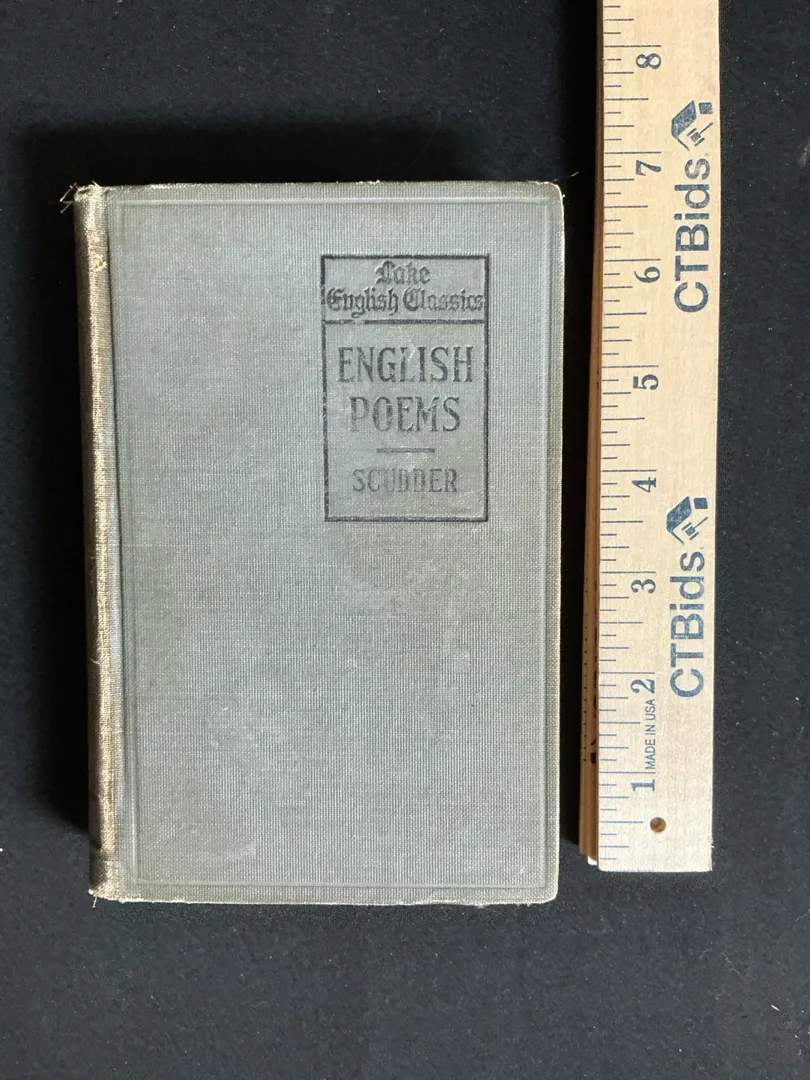 Lake
English Classics
ENGLISH
POEMS
SCUDDER
8
7
6
5
4
3
2
1
CTBids
CTBids
MADE IN USA